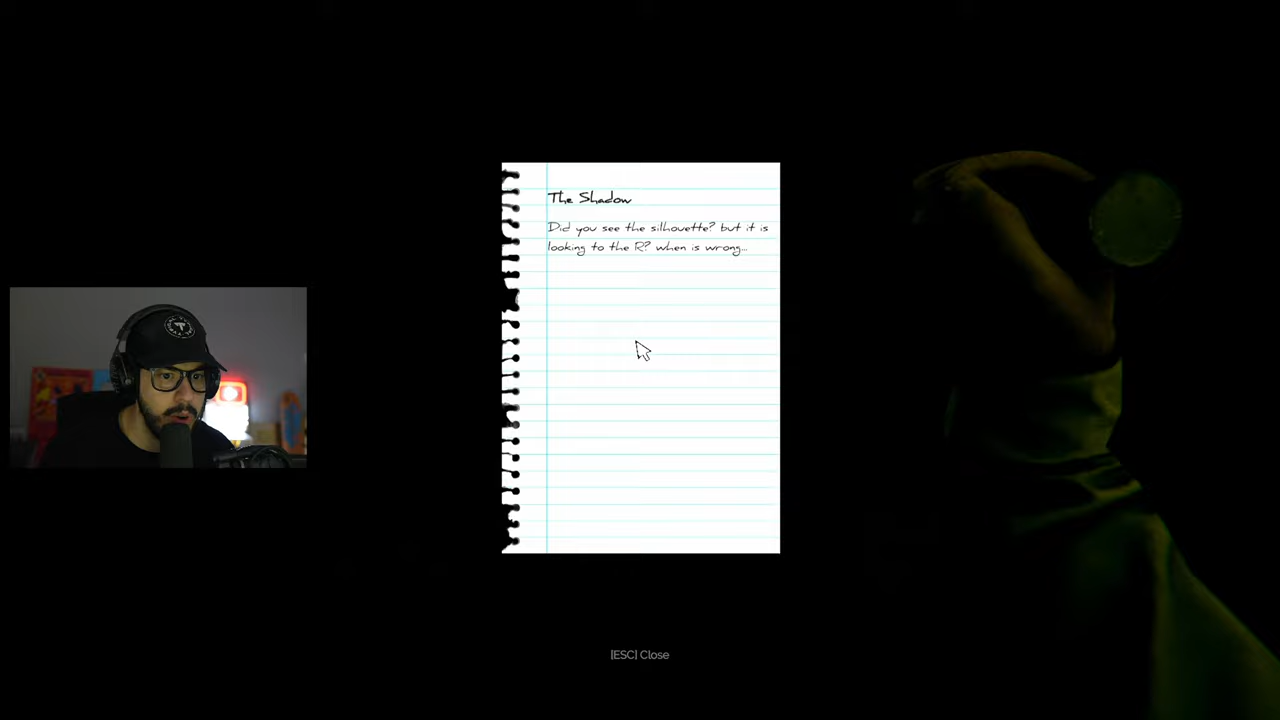 The Shadow
Did you see the silhouette? but it is
looking to the R? when is wrong...
[ESC] Close